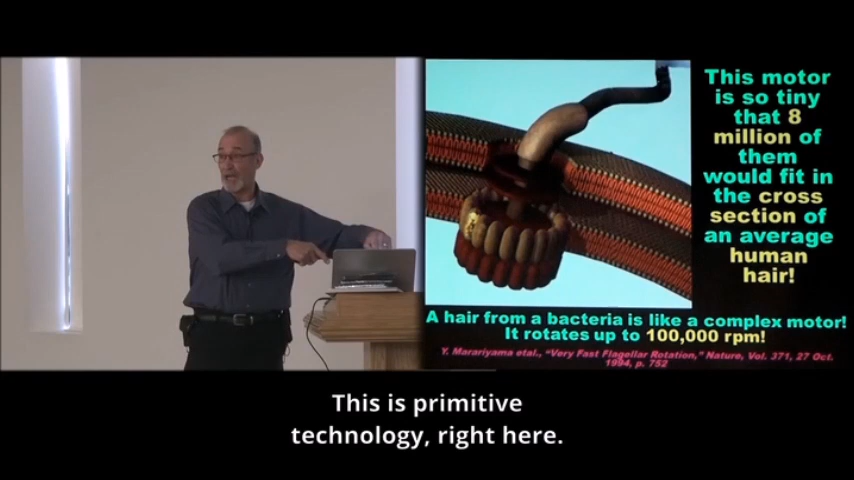 This motor
is so tiny
that 8
million of
them
would fit in
the cross
section of
an average
human
hair!
A hair from a bacteria is like a complex motor!
It rotates up to 100,000 rpm!
Y. Marariyama etal., "Very Fast Flagellar Rotation," Nature, Vol. 371, 27 Oct.
1994, p. 752
This is primitive
technology, right here.